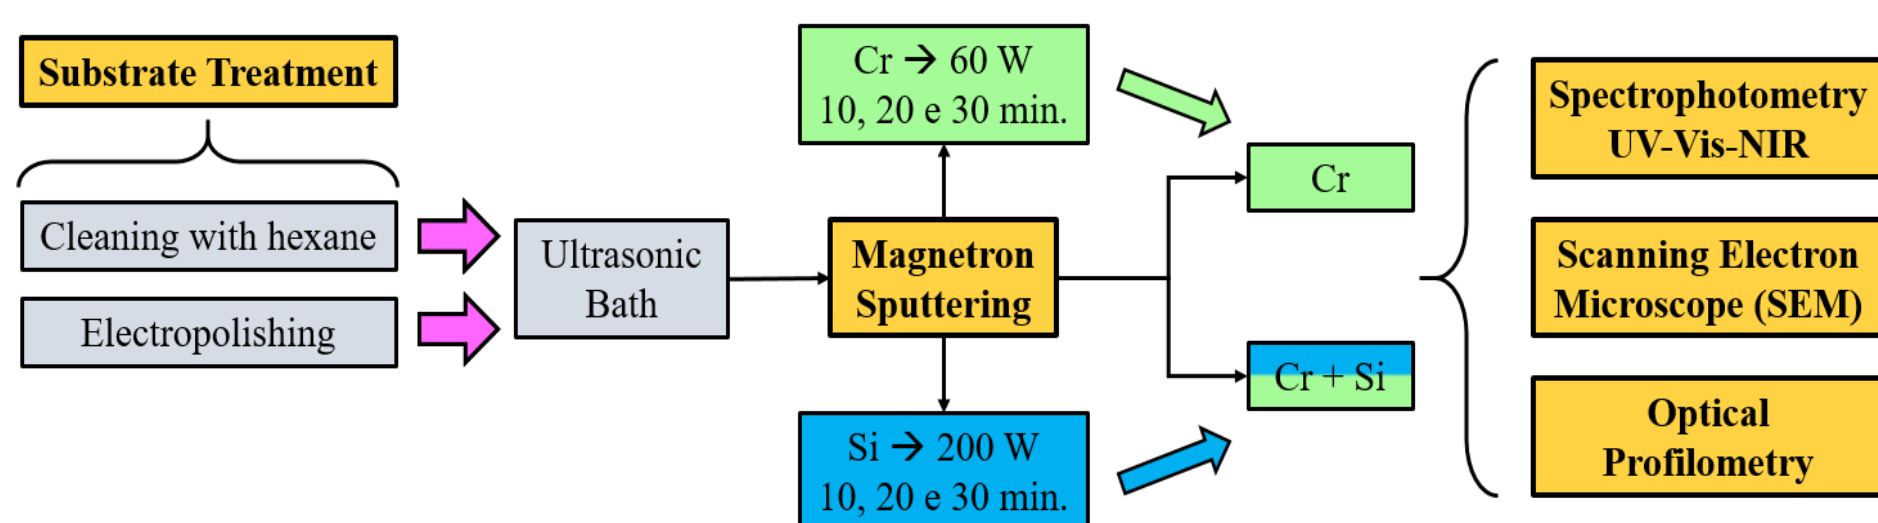 Substrate Treatment
Cleaning with hexane
Electropolishing
Ultrasonic
Bath
Cr → 60 W
10, 20 e 30 min.
Magnetron
Sputtering
Si → 200 W
10, 20 e 30 min.
Cr
Cr + Si
Spectrophotometry
UV-Vis-NIR
Scanning Electron
Microscope (SEM)
Optical
Profilometry